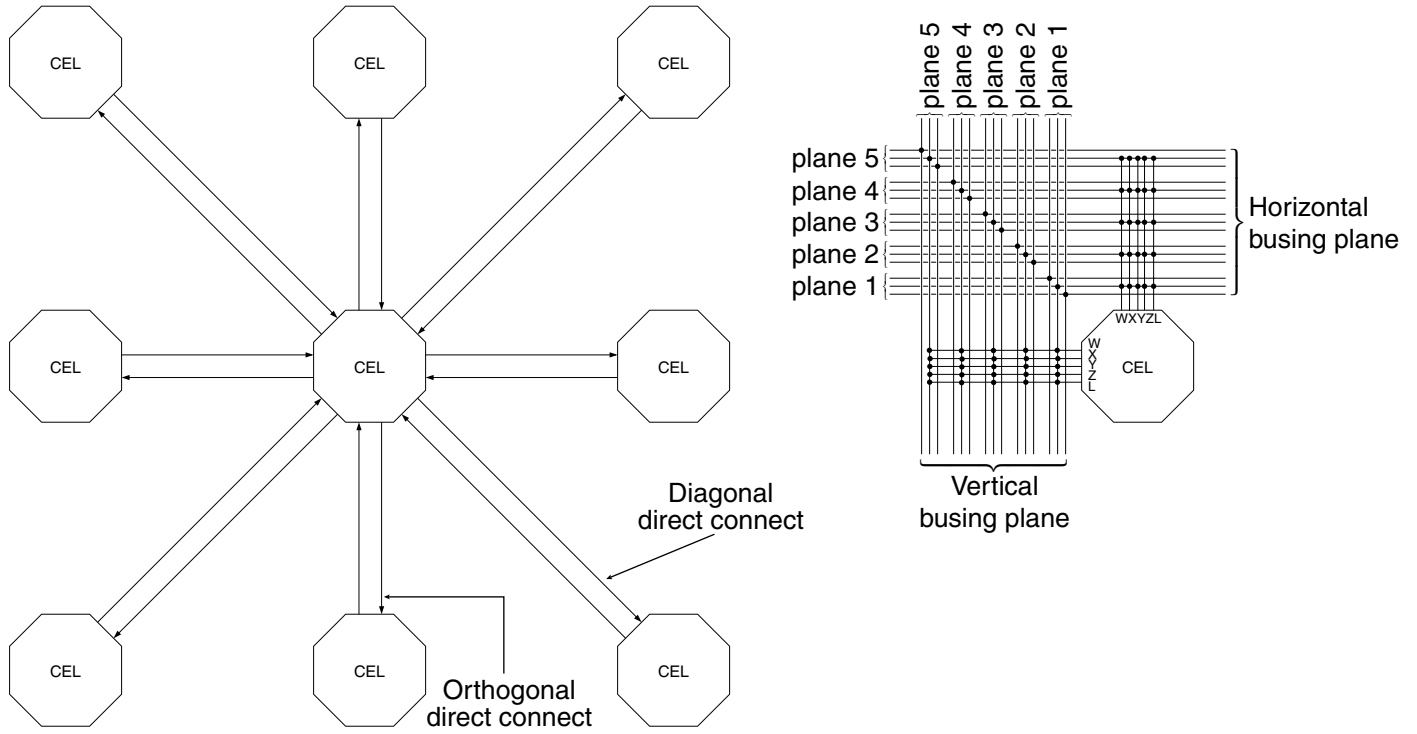 CEL
CEL
CEL
CEL
CEL
CEL
CEL
CEL
CEL
Diagonal
direct connect
Orthogonal
direct connect
plane 5
plane 4
plane 3
plane 2
plane 1
plane 5
plane 4
plane 3
plane 2
plane 1
Horizontal
busing plane
WXYZL
W
X
Y
Z
L
CEL
Vertical
busing plane